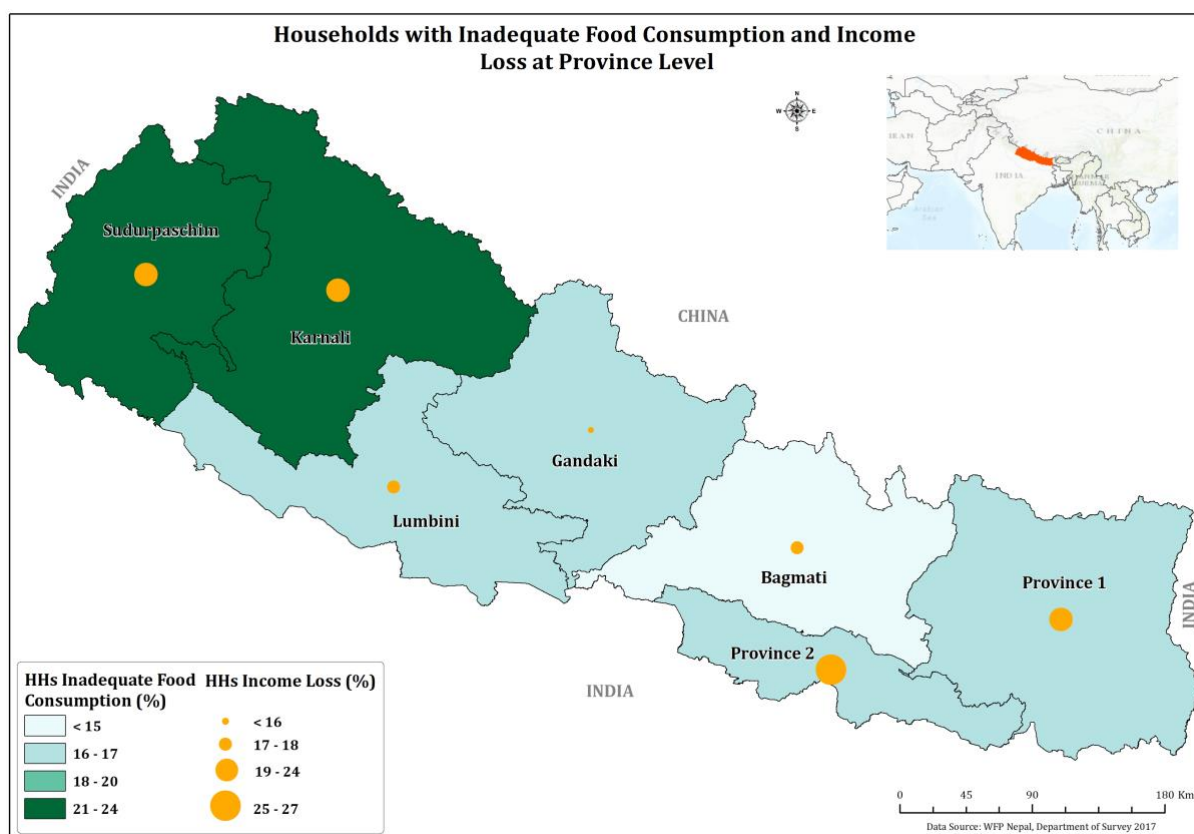 Households with Inadequate Food Consumption and Income
Loss at Province Level
N
W
E
S
CHINA
INDIA
INDIA
Sudurpaschim
Karnali
CHINA
Gandaki
Lumbini
Bagmati
Province 1
INDIA
Province 2
INDIA
HHs Inadequate Food
Consumption (%)
< 15
16 - 17
18 - 20
21 - 24
HHs Income Loss (%)
< 16
17 - 18
19 - 24
25 - 27
0 45 90 180 Km
Data Source: WFP Nepal, Department of Survey 2017